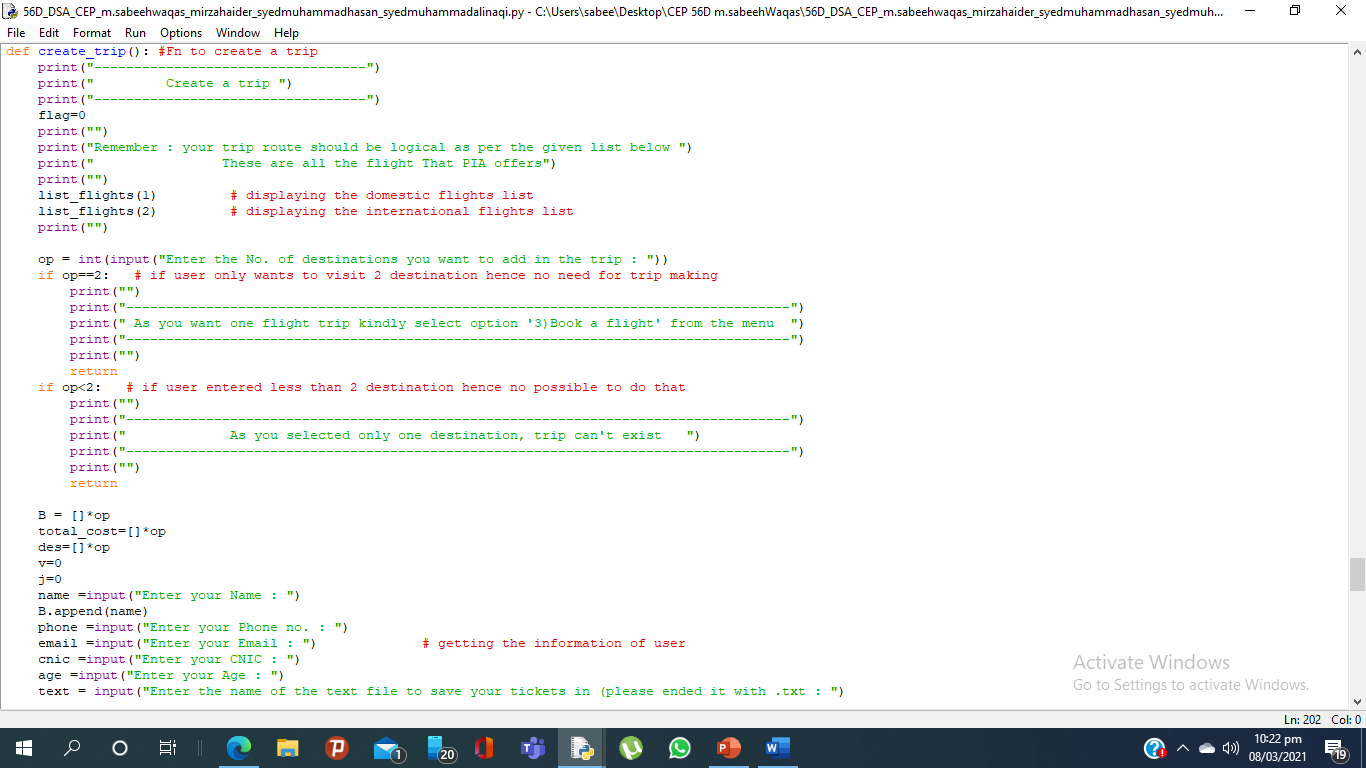 56D_DSA_CEP_m.sabeehwaqas_mirzahaider_syedmuhammadhasan_syedmuhammadalinaqi.py - C:\Users\sabee\Desktop\CEP 56D m.sabeehWaqas\56D_DSA_CEP_m.sabeehwaqas_mirzahaider_syedmuhammadhasan_syedmuh...
File Edit Format Run Options Window Help
def create_trip(): #Fn to create a trip
    print("----------------------------------")
    print("         Create a trip ")
    print("----------------------------------")
    flag=0
    print("")
    print("Remember : your trip route should be logical as per the given list below ")
    print("                These are all the flight That PIA offers")
    print("")
    list_flights(1)         # displaying the domestic flights list
    list_flights(2)         # displaying the international flights list
    print("")

    op = int(input("Enter the No. of destinations you want to add in the trip : "))
    if op==2:   # if user only wants to visit 2 destination hence no need for trip making
        print("")
        print("-----------------------------------------------------------------------------------")
        print(" As you want one flight trip kindly select option '3)Book a flight' from the menu  ")
        print("-----------------------------------------------------------------------------------")
        print("")
        return
    if op<2:   # if user entered less than 2 destination hence no possible to do that
        print("")
        print("-----------------------------------------------------------------------------------")
        print("             As you selected only one destination, trip can't exist   ")
        print("-----------------------------------------------------------------------------------")
        print("")
        return

    B = []*op
    total_cost=[]*op
    des=[]*op
    v=0
    j=0
    name =input("Enter your Name : ")
    B.append(name)
    phone =input("Enter your Phone no. : ")
    email =input("Enter your Email : ")             # getting the information of user
    cnic =input("Enter your CNIC : ")
    age =input("Enter your Age : ")
    text = input("Enter the name of the text file to save your tickets in (please ended it with .txt : ")
Activate Windows
Go to Settings to activate Windows.
Ln: 202 Col: 0
1
20
10:22 pm
08/03/2021
19